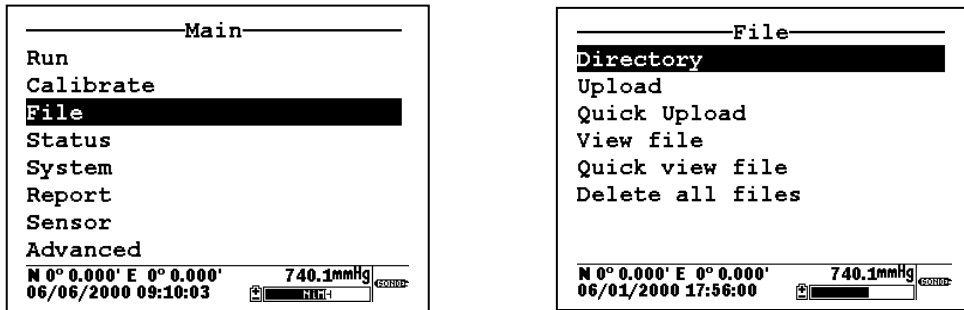 Main
Run
Calibrate
File
Status
System
Report
Sensor
Advanced
N 0° 0.000' E 0° 0.000' 740.1mmHg
06/06/2000 09:10:03 NiMH
SONDE
File
Directory
Upload
Quick Upload
View file
Quick view file
Delete all files
N 0° 0.000' E 0° 0.000' 740.1mmHg
06/01/2000 17:56:00
SONDE